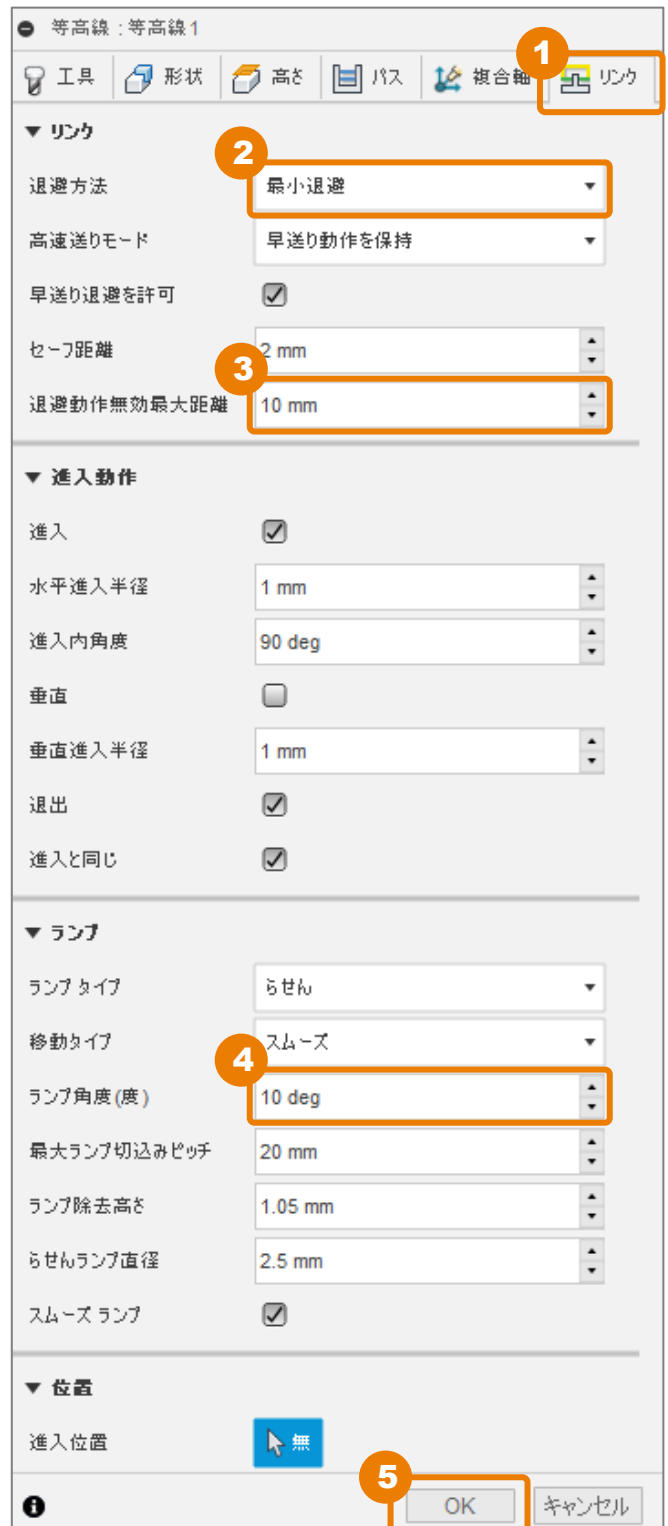 等高線 : 等高線1
1
工具 形状 高さ パス 複合軸 リンク
▼ リンク
2
退避方法 最小退避
高速送りモード 早送り動作を保持
早送り退避を許可
セーフ距離 2 mm
3
退避動作無効最大距離 10 mm
▼ 進入動作
進入
水平進入半径 1 mm
進入内角度 90 deg
垂直
垂直進入半径 1 mm
退出
進入と同じ
▼ ランプ
ランプ タイプ らせん
移動タイプ スムーズ
4
ランプ角度(度) 10 deg
最大ランプ切込みピッチ 20 mm
ランプ除去高さ 1.05 mm
らせんランプ直径 2.5 mm
スムーズ ランプ
▼ 位置
進入位置 無
5
OK キャンセル